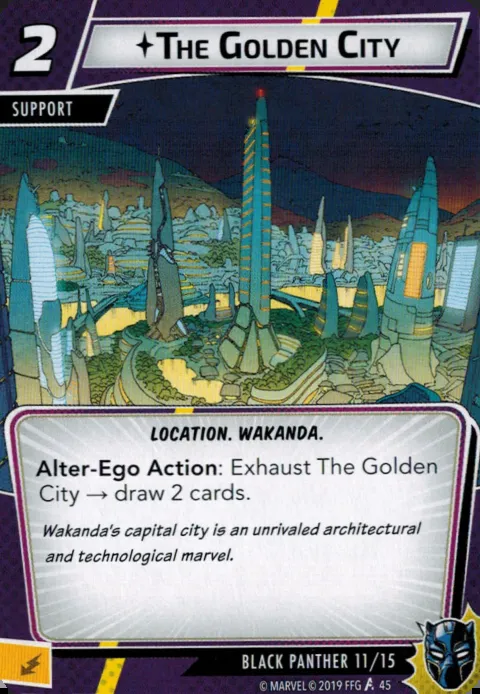 2
THE GOLDEN CITY
SUPPORT
LOCATION. WAKANDA.
Alter-Ego Action: Exhaust The Golden
City → draw 2 cards.
Wakanda's capital city is an unrivaled architectural
and technological marvel.
BLACK PANTHER 11/15
© MARVEL © 2019 FFG 45